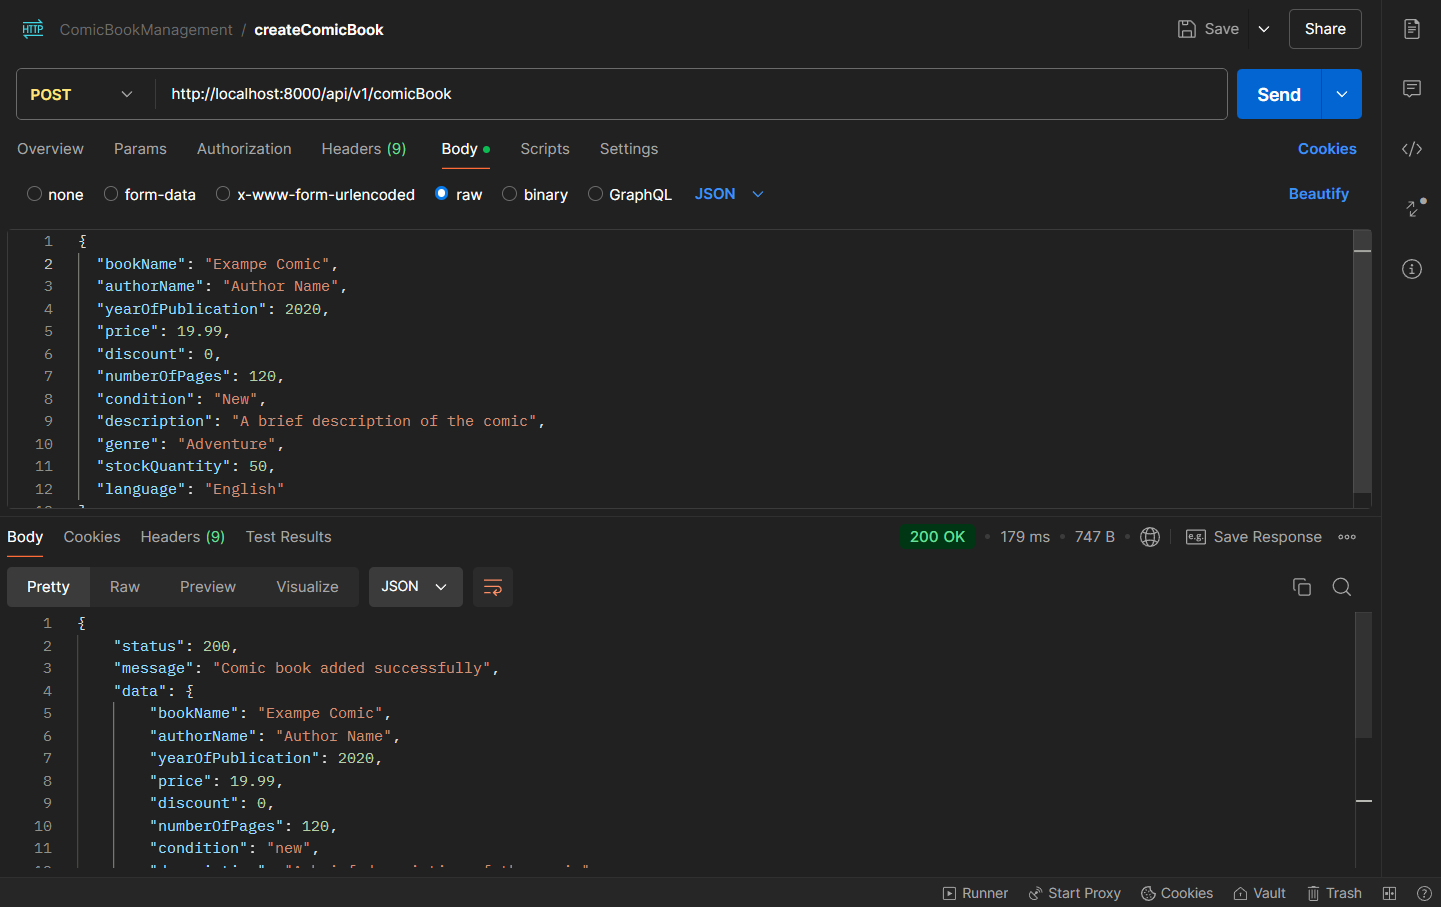 HTTP ComicBookManagement / createComicBook Save Share
POST http://localhost:8000/api/v1/comicBook Send
Overview Params Authorization Headers (9) Body Scripts Settings Cookies
none form-data x-www-form-urlencoded raw binary GraphQL JSON Beautify
1 {
2 "bookName": "Exampe Comic",
3 "authorName": "Author Name",
4 "yearOfPublication": 2020,
5 "price": 19.99,
6 "discount": 0,
7 "numberOfPages": 120,
8 "condition": "New",
9 "description": "A brief description of the comic",
10 "genre": "Adventure",
11 "stockQuantity": 50,
12 "language": "English"
Body Cookies Headers (9) Test Results 200 OK 179 ms 747 B e.g. Save Response
Pretty Raw Preview Visualize JSON
1 {
2 "status": 200,
3 "message": "Comic book added successfully",
4 "data": {
5 "bookName": "Exampe Comic",
6 "authorName": "Author Name",
7 "yearOfPublication": 2020,
8 "price": 19.99,
9 "discount": 0,
10 "numberOfPages": 120,
11 "condition": "new",
Runner Start Proxy Cookies Vault Trash